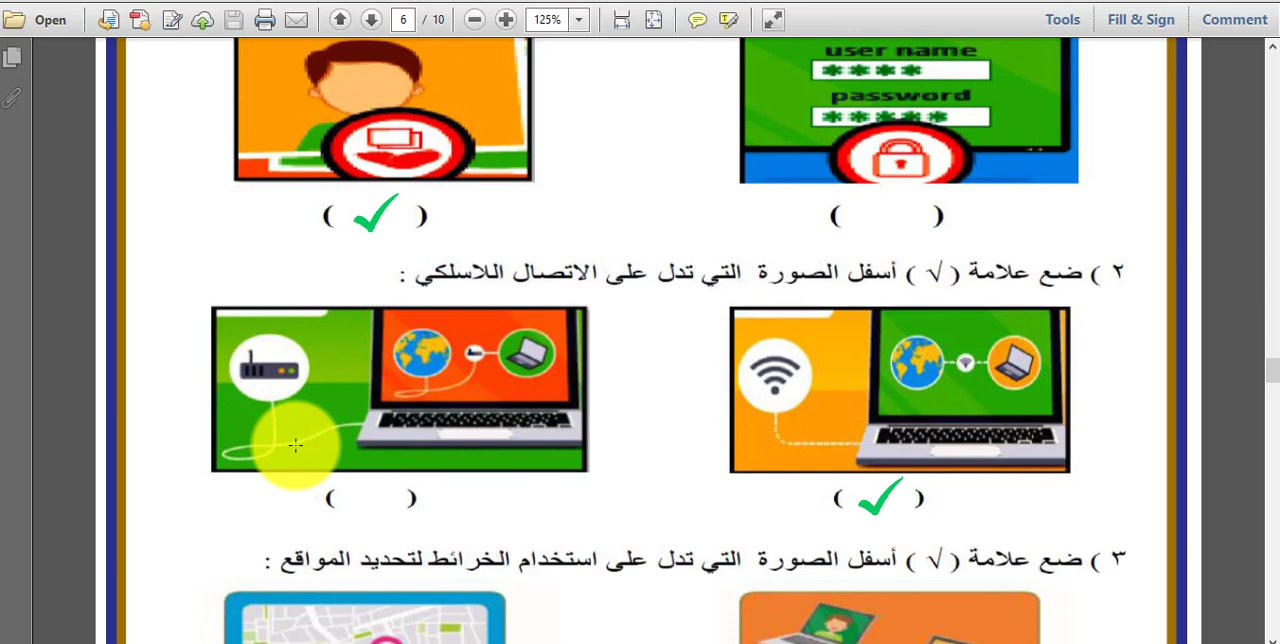 Open
6 / 10
125%
Tools
Fill & Sign
Comment
user name
****
password
*****
( ✓ )
( )
٢ ) ضع علامة ( √ ) أسفل الصورة التي تدل على الاتصال اللاسلكي :
( )
( ✓ )
٣ ) ضع علامة ( √ ) أسفل الصورة التي تدل على استخدام الخرائط لتحديد المواقع :